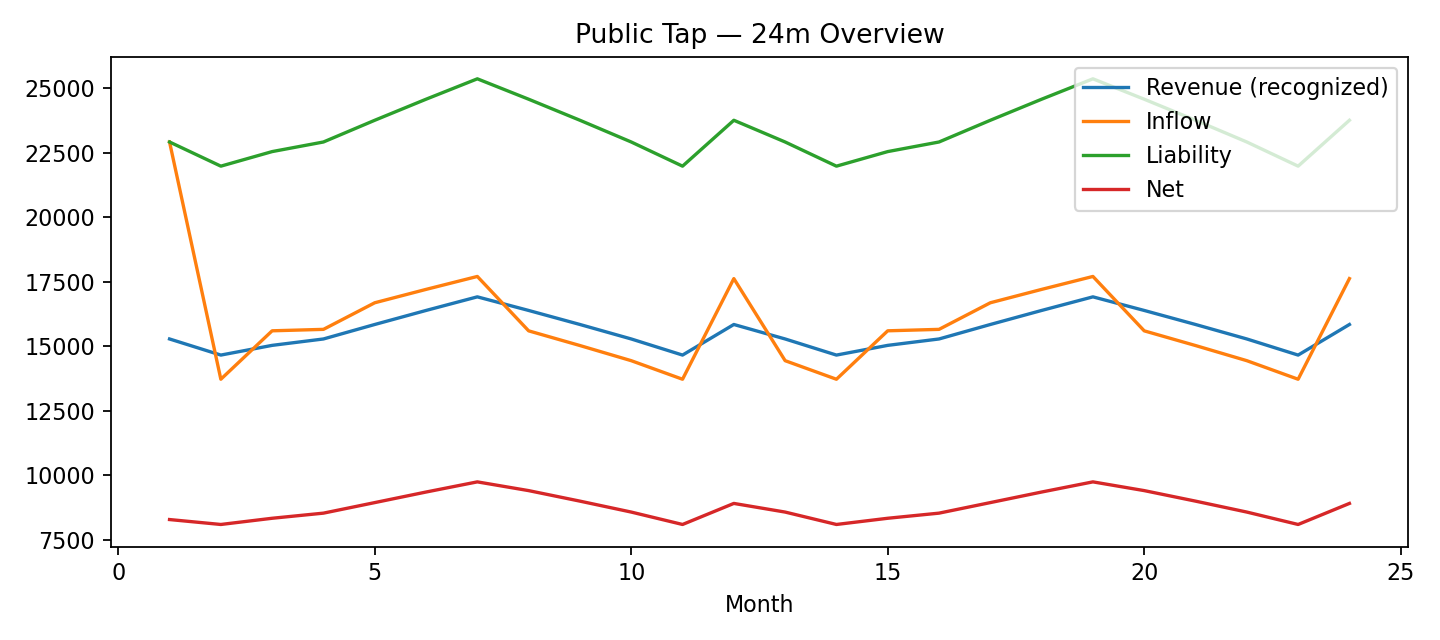 Public Tap — 24m Overview
Revenue (recognized)
Inflow
Liability
Net
25000
22500
20000
17500
15000
12500
10000
7500
0 5 10 15 20 25
Month